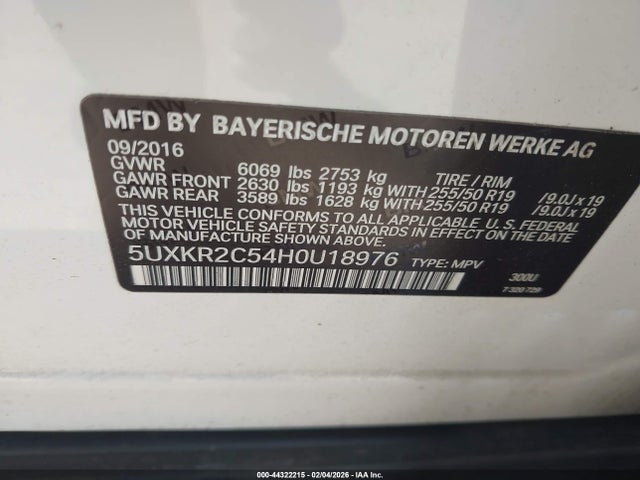 MFD BY BAYERISCHE MOTOREN WERKE AG
09/2016
GVWR 6069 lbs 2753 kg TIRE / RIM
GAWR FRONT 2630 lbs 1193 kg WITH 255/50 R19 /9.0J x 19
GAWR REAR 3589 lbs 1628 kg WITH 255/50 R19 /9.0J x 19
THIS VEHICLE CONFORMS TO ALL APPLICABLE U. S. FEDERAL
MOTOR VEHICLE SAFETY STANDARDS IN EFFECT ON THE DATE
OF MANUFACTURE SHOWN ABOVE.
5UXKR2C54H0U18976 TYPE: MPV 300U
7 320 729
000-44322215 - 02/04/2026 - IAA Inc.